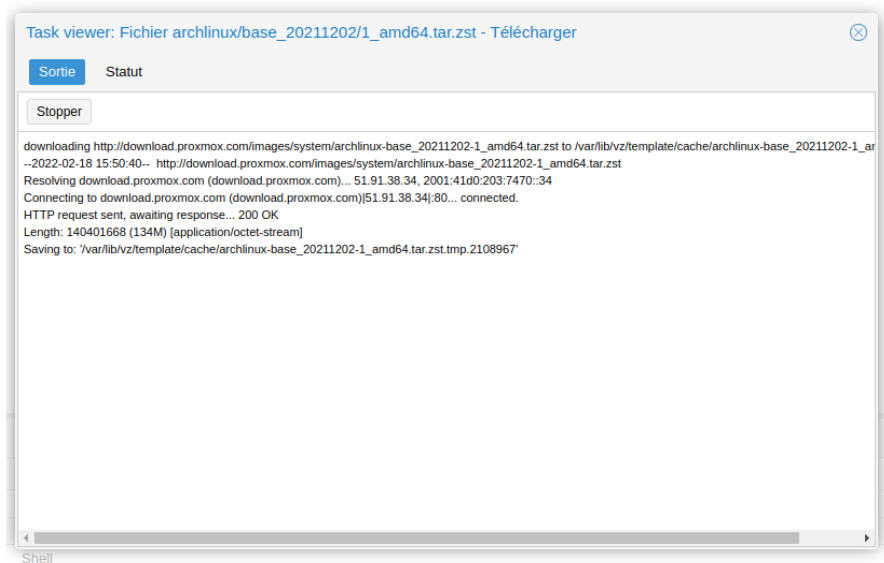 Task viewer: Fichier archlinux/base_20211202/1_amd64.tar.zst - Télécharger
Sortie Statut
Stopper
downloading http://download.proxmox.com/images/system/archlinux-base_20211202-1_amd64.tar.zst to /var/lib/vz/template/cache/archlinux-base_20211202-1_ar
--2022-02-18 15:50:40-- http://download.proxmox.com/images/system/archlinux-base_20211202-1_amd64.tar.zst
Resolving download.proxmox.com (download.proxmox.com)... 51.91.38.34, 2001:41d0:203:7470::34
Connecting to download.proxmox.com (download.proxmox.com)|51.91.38.34|:80... connected.
HTTP request sent, awaiting response... 200 OK
Length: 140401668 (134M) [application/octet-stream]
Saving to: '/var/lib/vz/template/cache/archlinux-base_20211202-1_amd64.tar.zst.tmp.2108967'
Shell